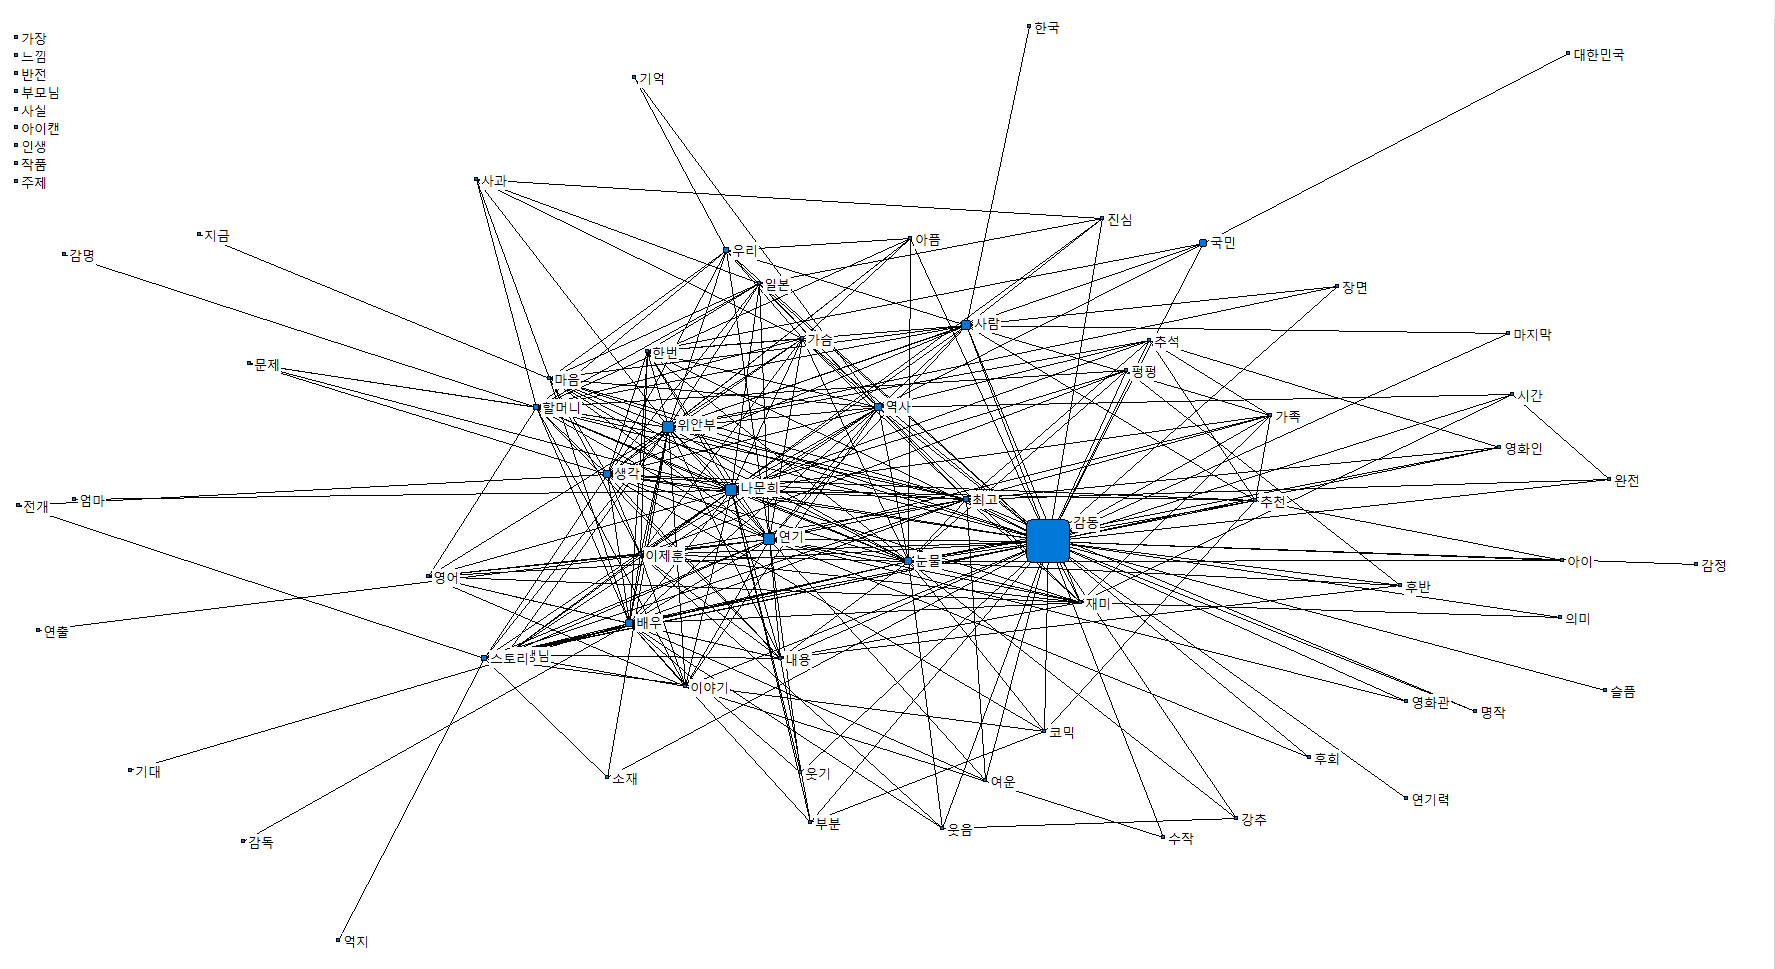 가장
느낌
반전
부모님
사실
아이캔
인생
작품
주제
한국
대한민국
기억
사과
진심
지금
감명
우리
아픔
국민
일본
장면
사람
마지막
가슴
추석
한번
문제
펑펑
마음
시간
할머니
역사
가족
위안부
영화인
생각
완전
나문희
엄마
전개
최고
추천
감동
연기
이제훈
눈물
아이
감정
영어
후반
재미
의미
연출
배우
스토리
님
내용
이야기
슬픔
영화관
명작
코믹
후회
기대
웃기
소재
여운
연기력
강추
부분
웃음
수작
감독
억지